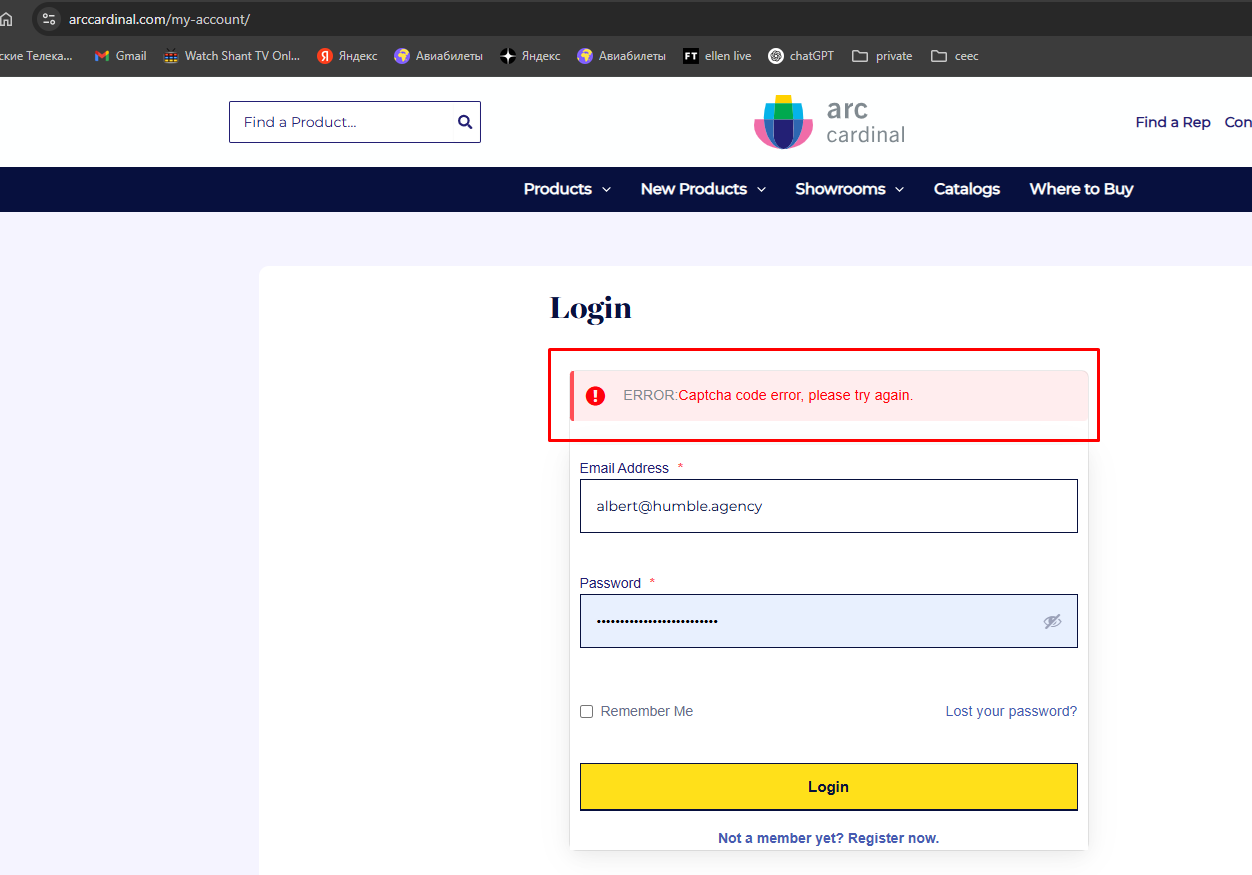 arccardinal.com/my-account/
ские Телека... Gmail Watch Shant TV Onl... Яндекс Авиабилеты Яндекс Авиабилеты FT ellen live chatGPT private ceec
Find a Product...
arc
cardinal
Find a Rep Con
Products New Products Showrooms Catalogs Where to Buy
Login
ERROR:Captcha code error, please try again.
Email Address *
albert@humble.agency
Password *
Remember Me Lost your password?
Login
Not a member yet? Register now.